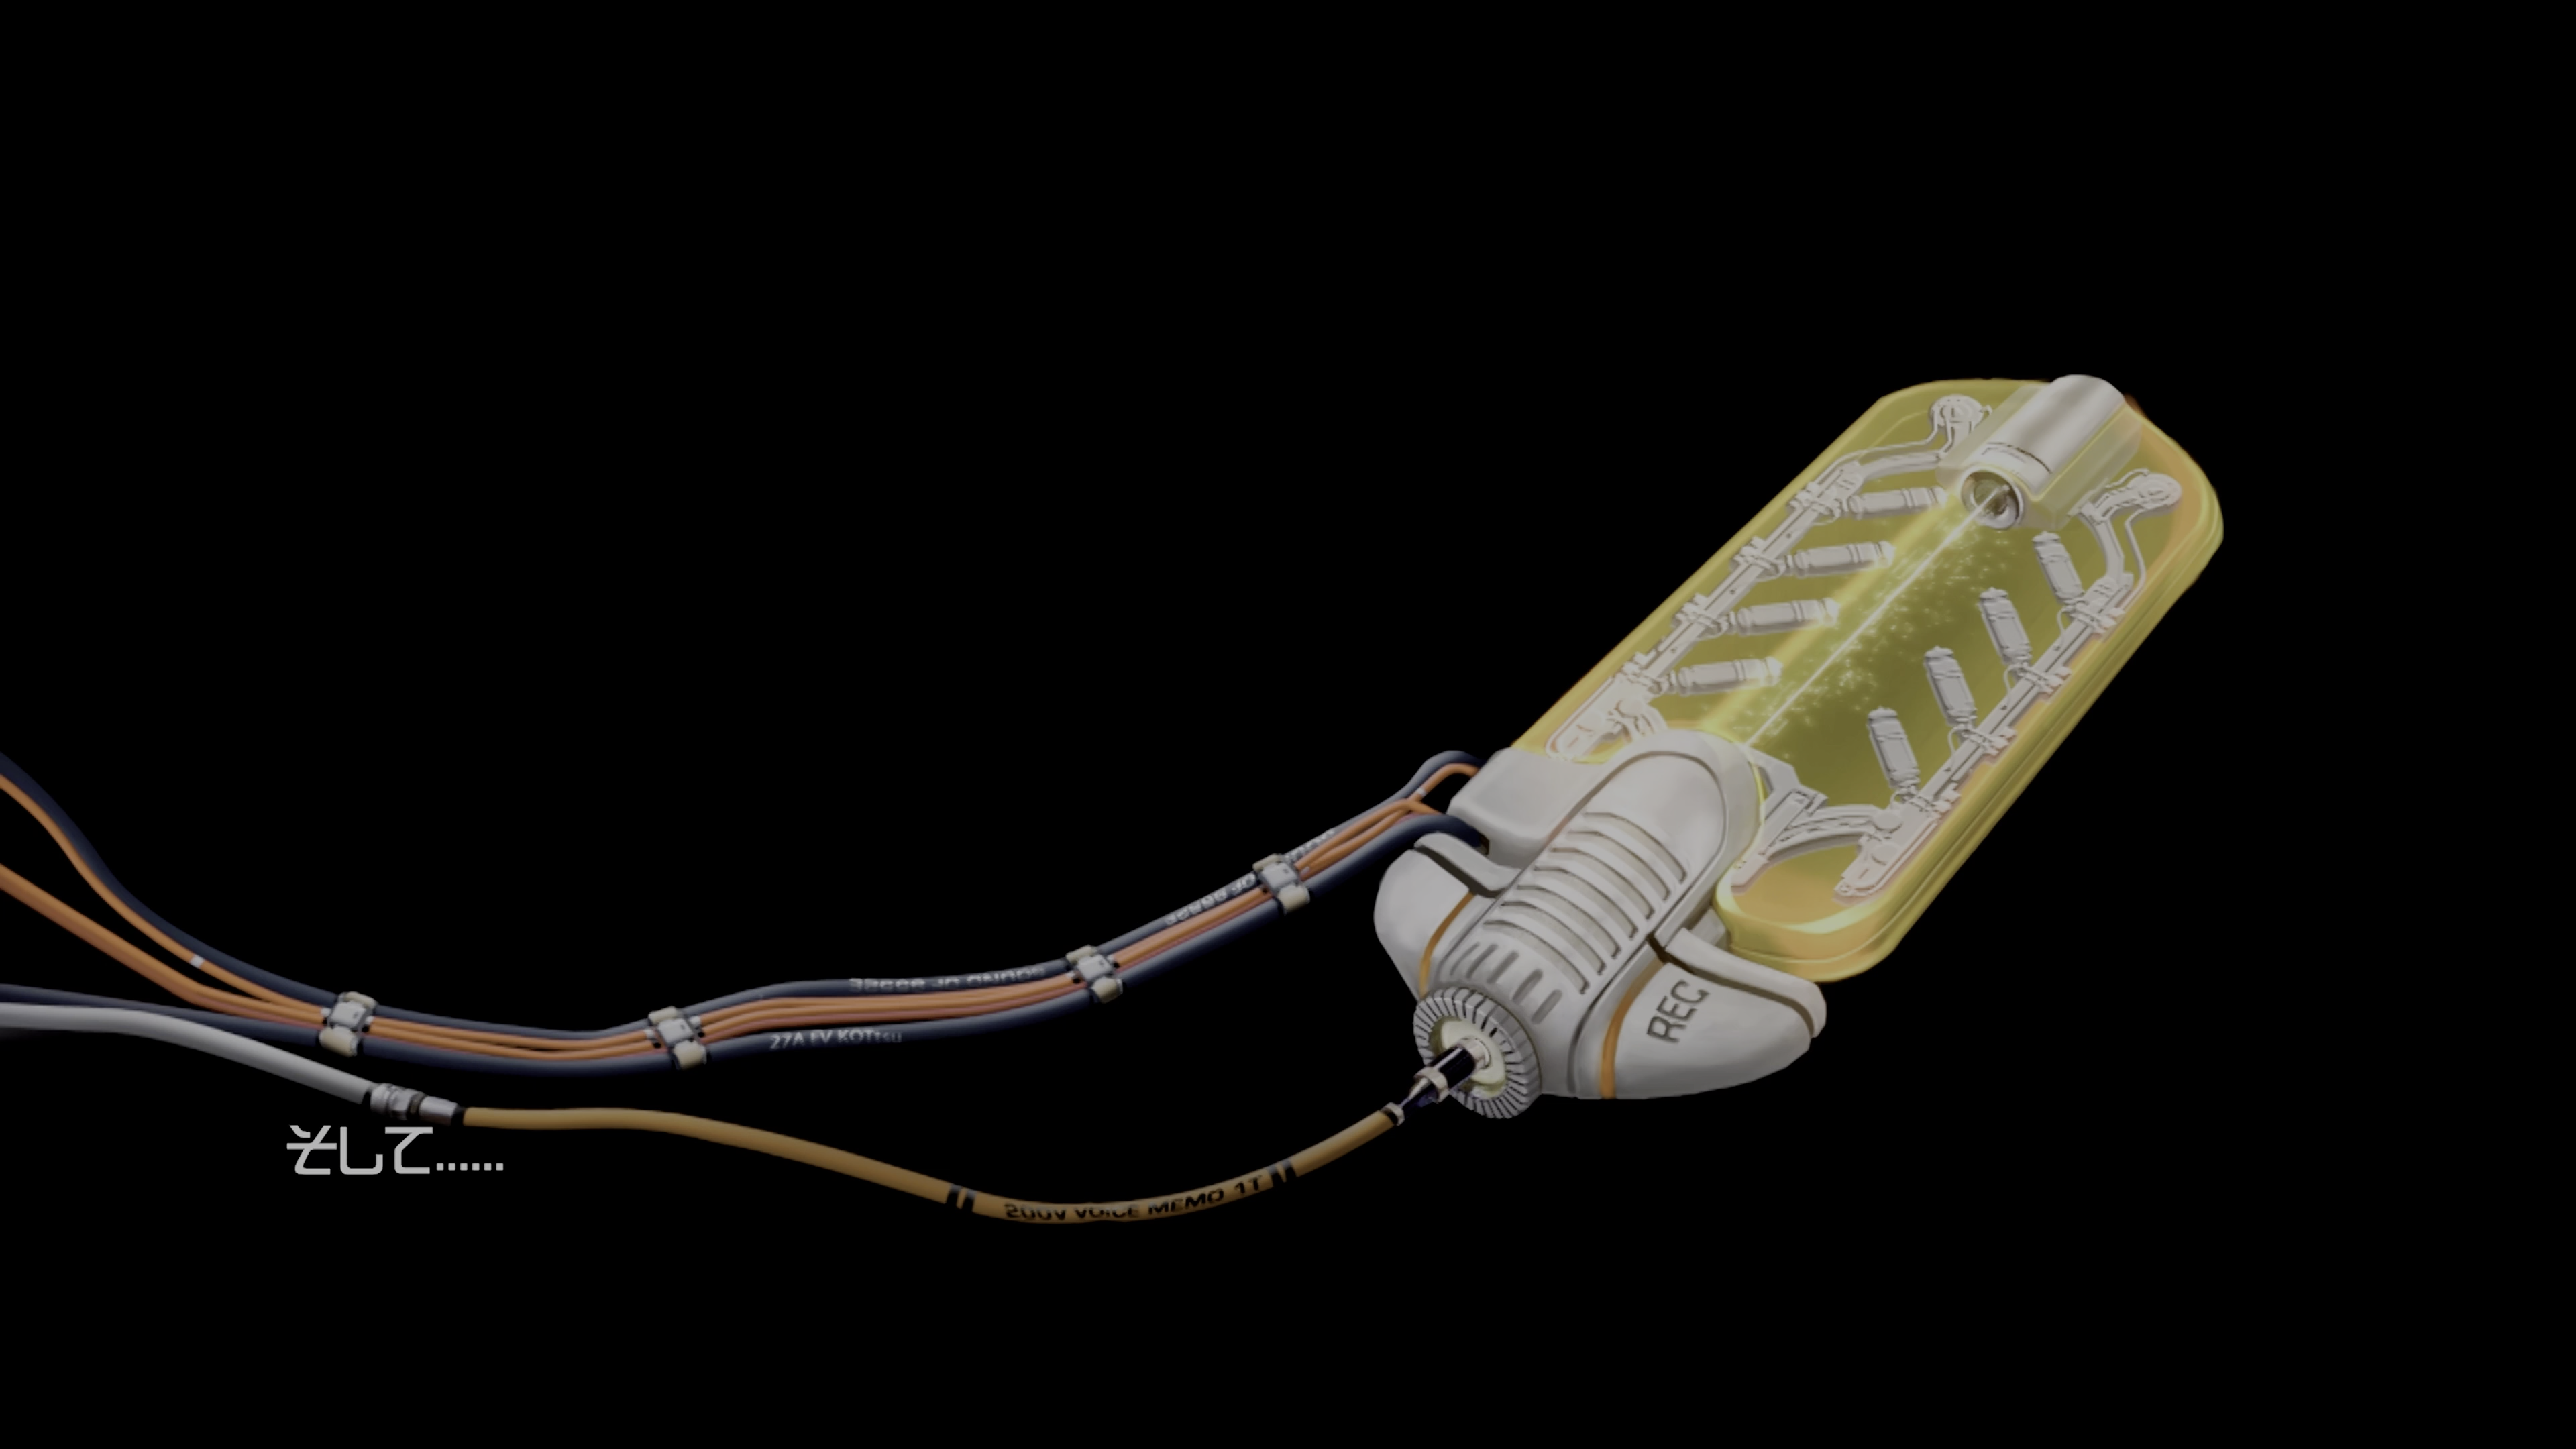 REC
27A FV KOTtsu
200V VOICE MEMO 1T
そして……